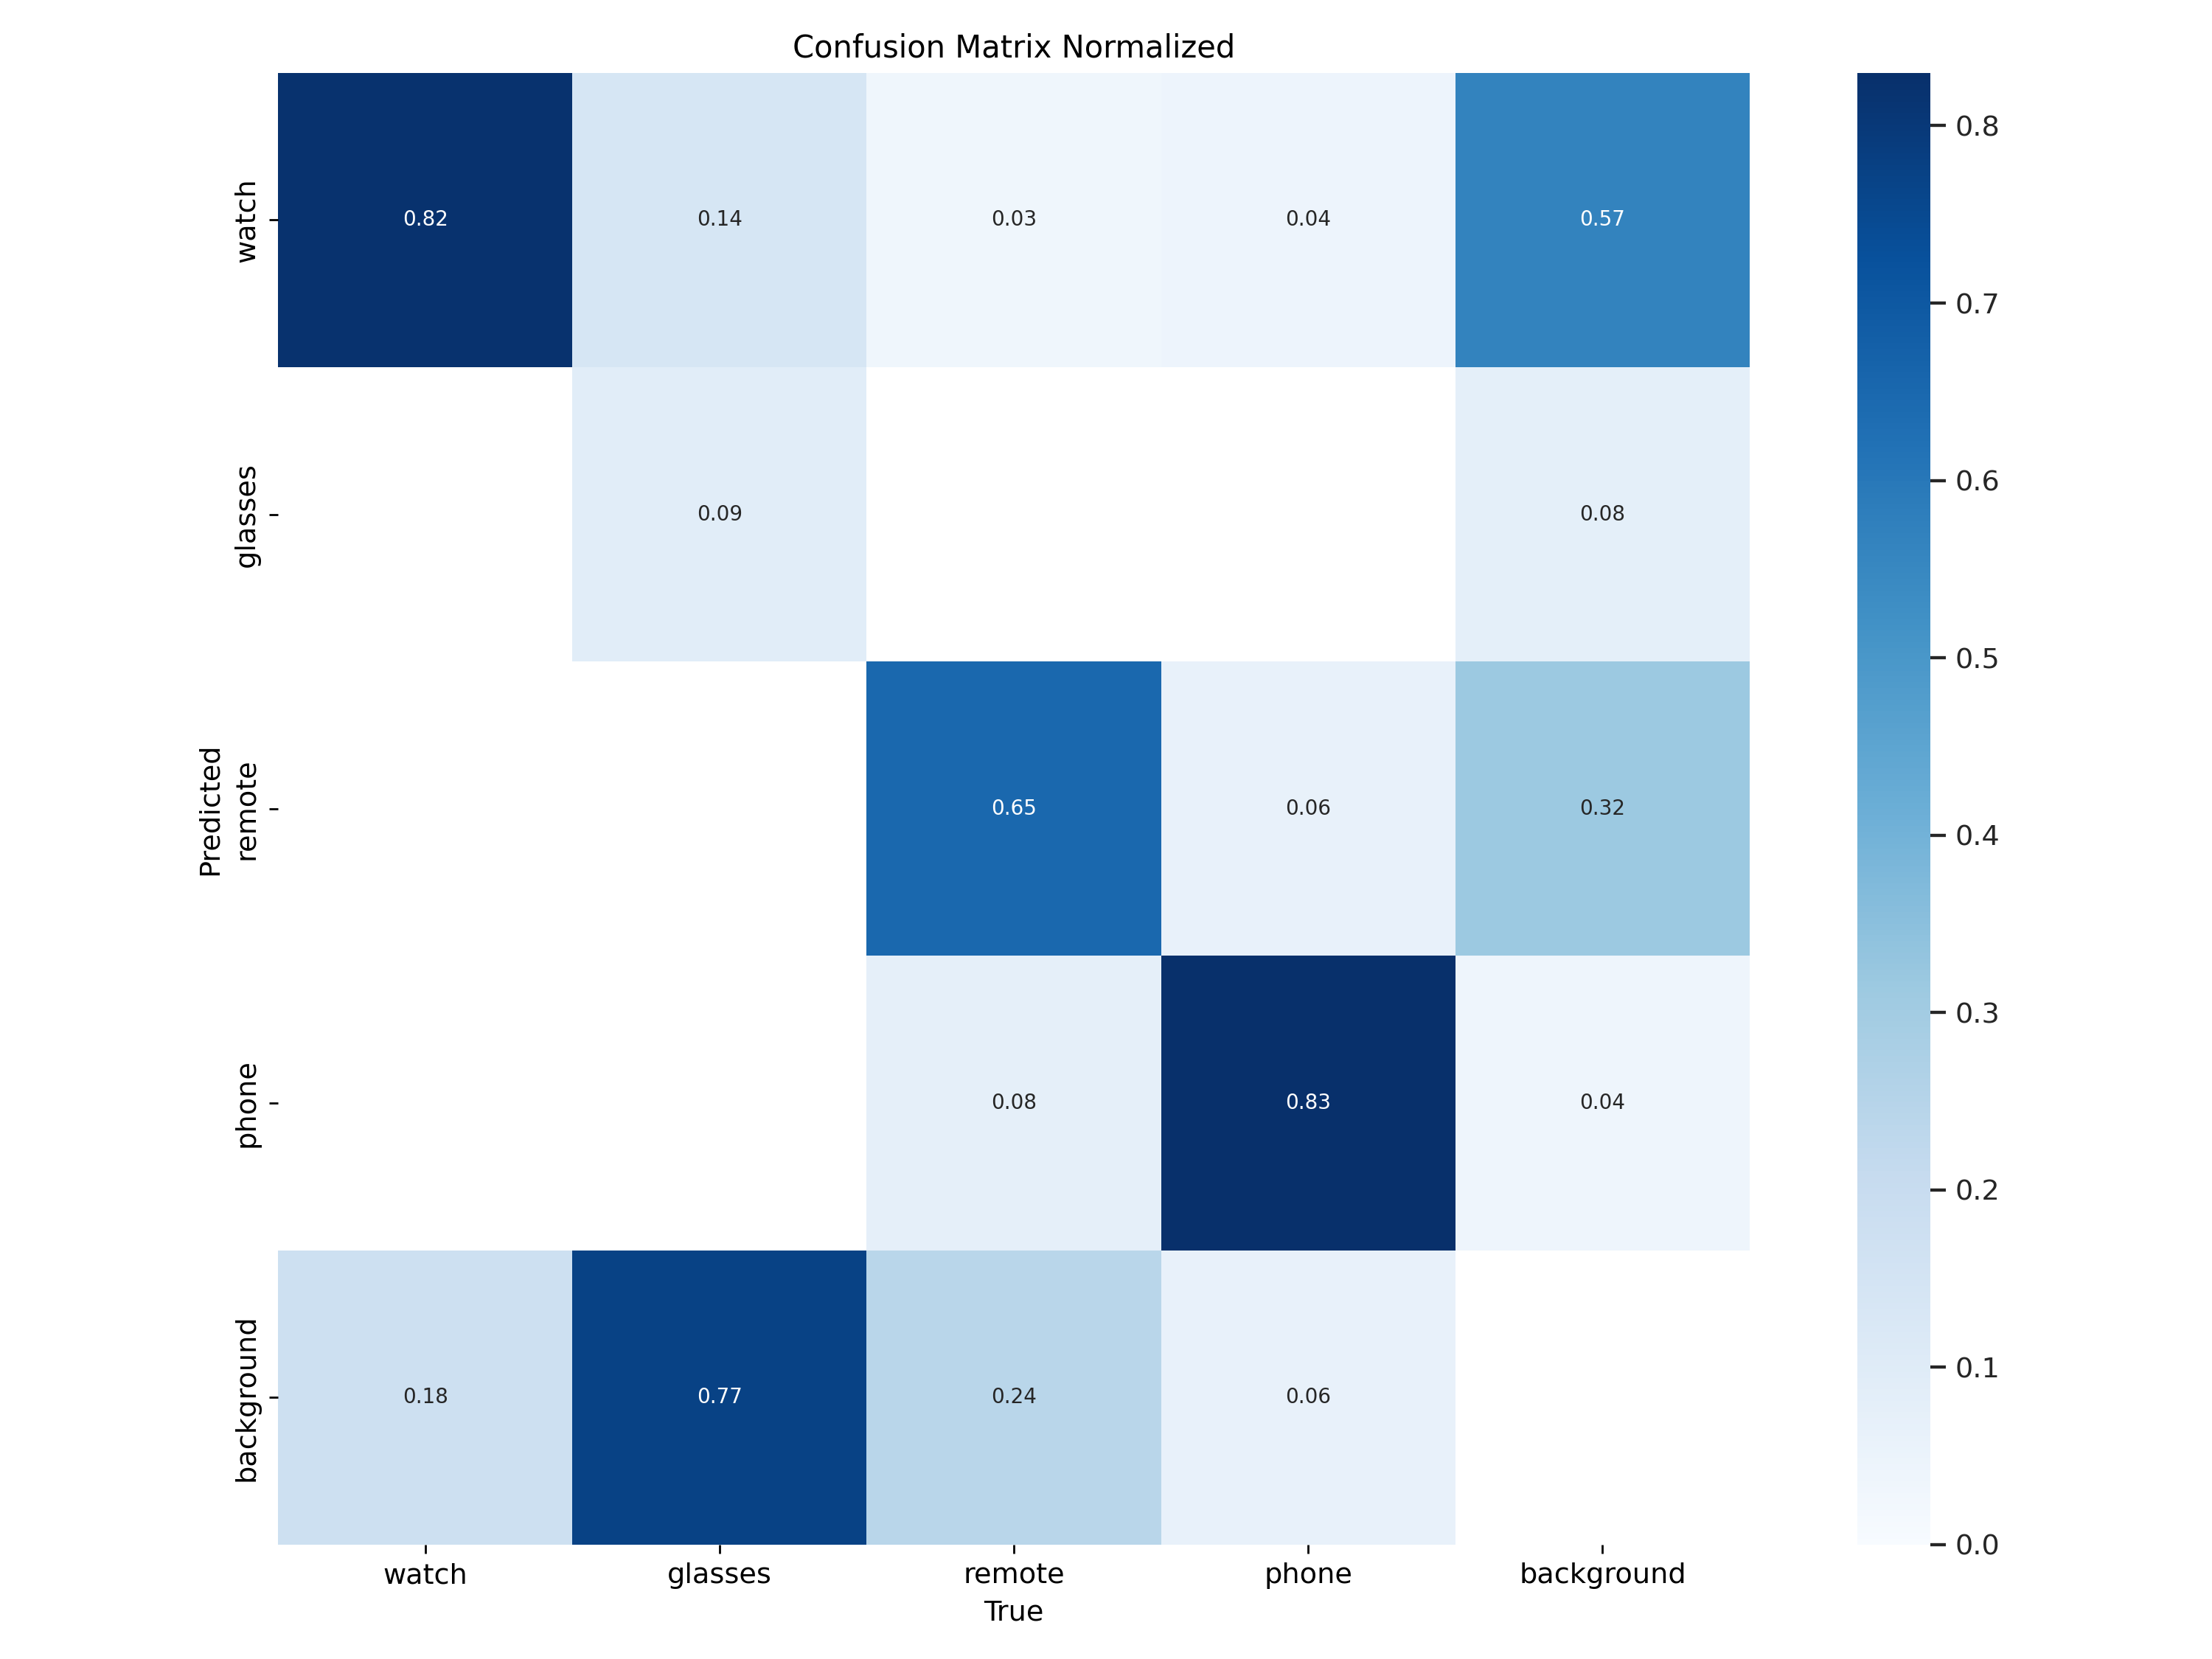 Confusion Matrix Normalized
watch
0.82
0.14
0.03
0.04
0.57
glasses
0.09
0.08
Predicted
remote
0.65
0.06
0.32
phone
0.08
0.83
0.04
background
0.18
0.77
0.24
0.06
watch
glasses
remote
phone
background
True
0.8
0.7
0.6
0.5
0.4
0.3
0.2
0.1
0.0